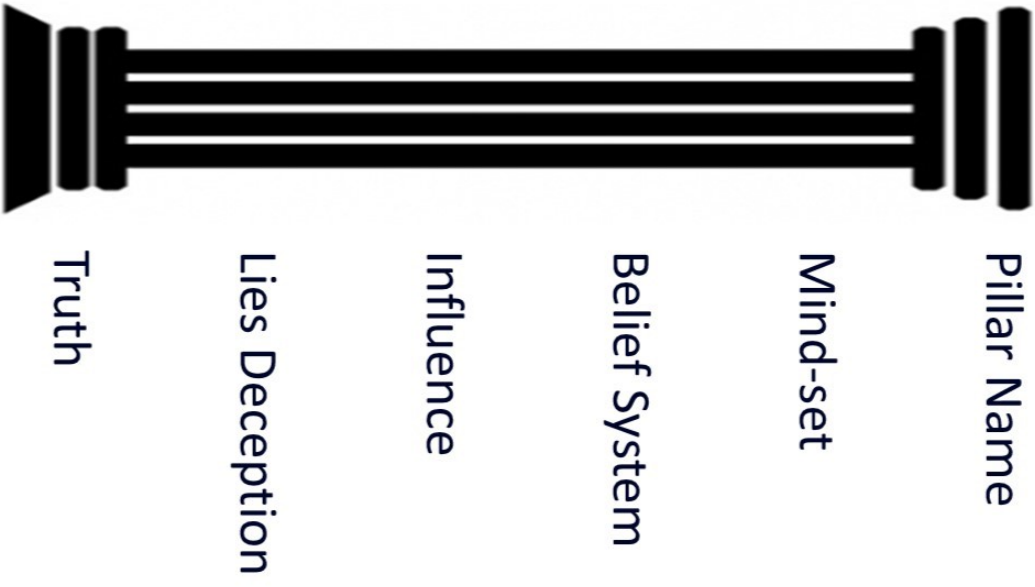 Pillar Name
Mind-set
Belief System
Influence
Lies Deception
Truth